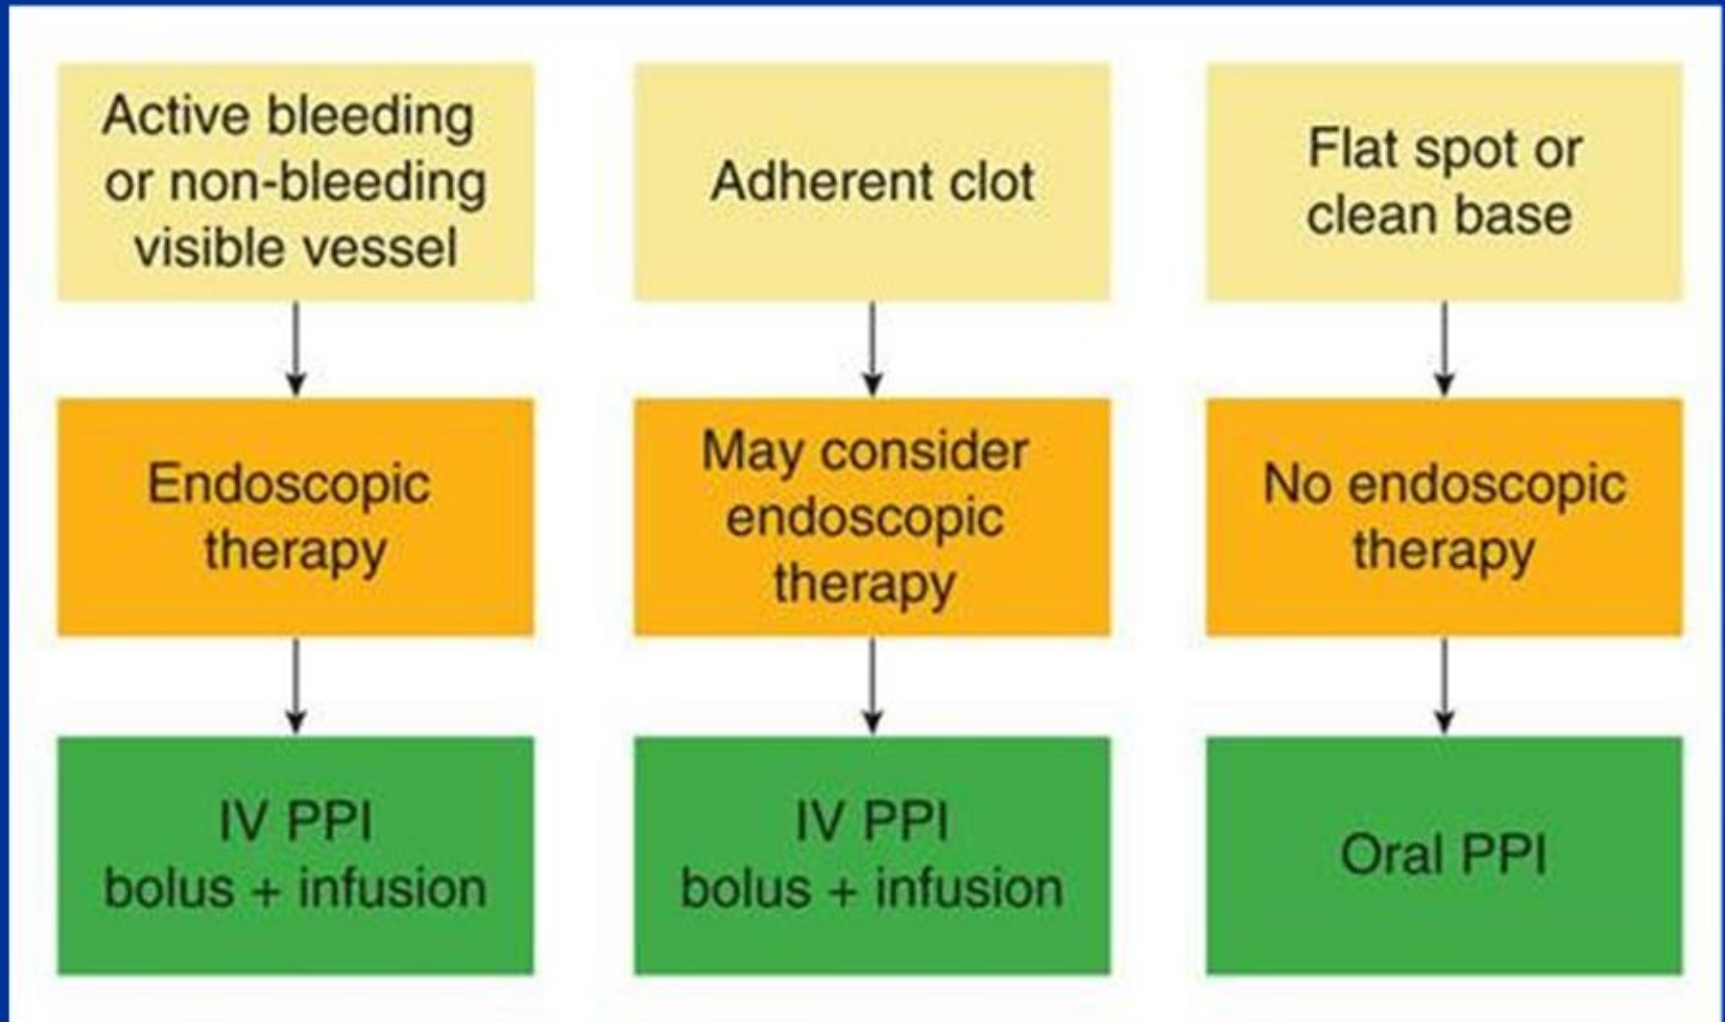 Active bleeding
or non-bleeding
visible vessel
Adherent clot
Flat spot or
clean base
Endoscopic
therapy
May consider
endoscopic
therapy
No endoscopic
therapy
IV PPI
bolus + infusion
IV PPI
bolus + infusion
Oral PPI